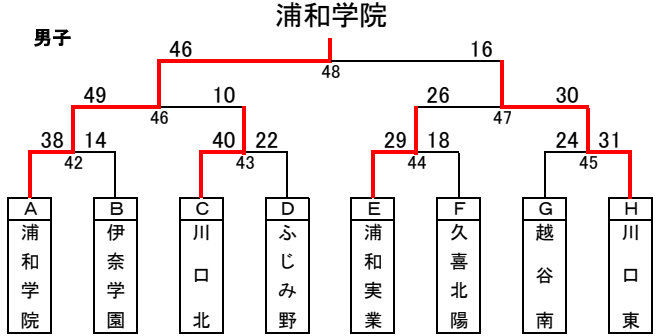 浦和学院
男子
46 16
48
49 10 26 30
46 47
38 14 40 22 29 18 24 31
42 43 44 45
A B C D E F G H
浦和学院
伊奈学園
川口北
ふじみ野
浦和実業
久喜北陽
越谷南
川口東